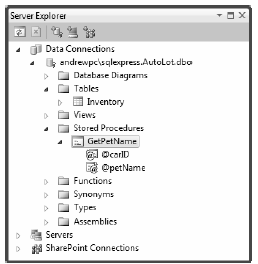 Server Explorer
Data Connections
andrewpc\sqlexpress.AutoLot.dbo
Database Diagrams
Tables
Inventory
Views
Stored Procedures
GetPetName
@carID
@petName
Functions
Synonyms
Types
Assemblies
Servers
SharePoint Connections